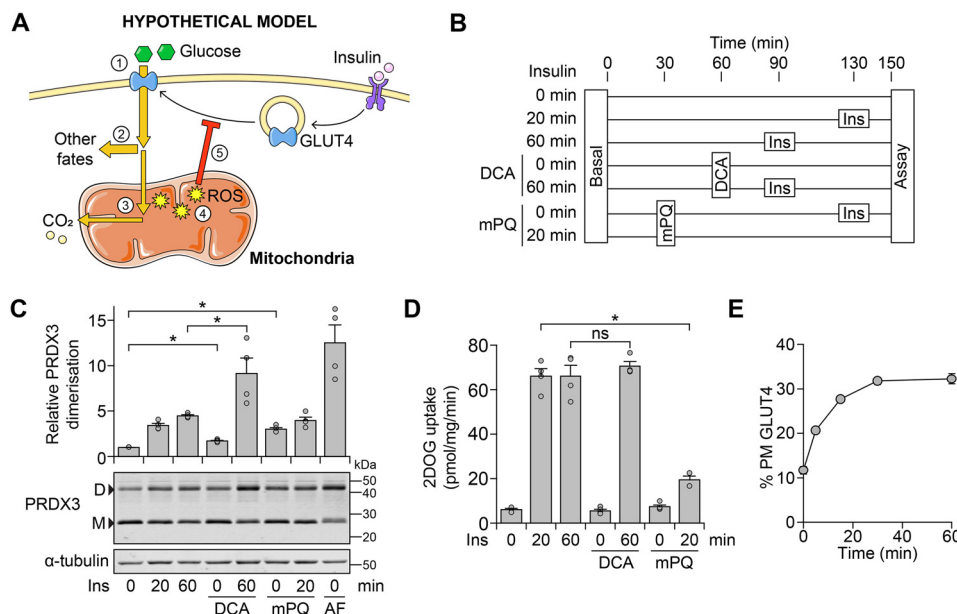 A
HYPOTHETICAL MODEL
Glucose
①
Insulin
GLUT4
Other
fates
②
⑤
ROS
③
④
CO₂
Mitochondria
B
Time (min)
Insulin 0 30 60 90 130 150
0 min
20 min Ins
60 min Ins
DCA 0 min DCA
60 min Ins
mPQ 0 min mPQ Ins
20 min
Basal
Assay
C
Relative PRDX3
dimerisation
15
10
5
0
*
*
*
kDa
PRDX3
D
M
50
40
30
20
α-tubulin
50
Ins 0 20 60 0 60 0 20 0 min
DCA mPQ AF
D
2DOG uptake
(pmol/mg/min)
80
60
40
20
0
*
ns
Ins 0 20 60 0 60 0 20 min
DCA mPQ
E
% PM GLUT4
40
30
20
10
0
0 20 40 60
Time (min)